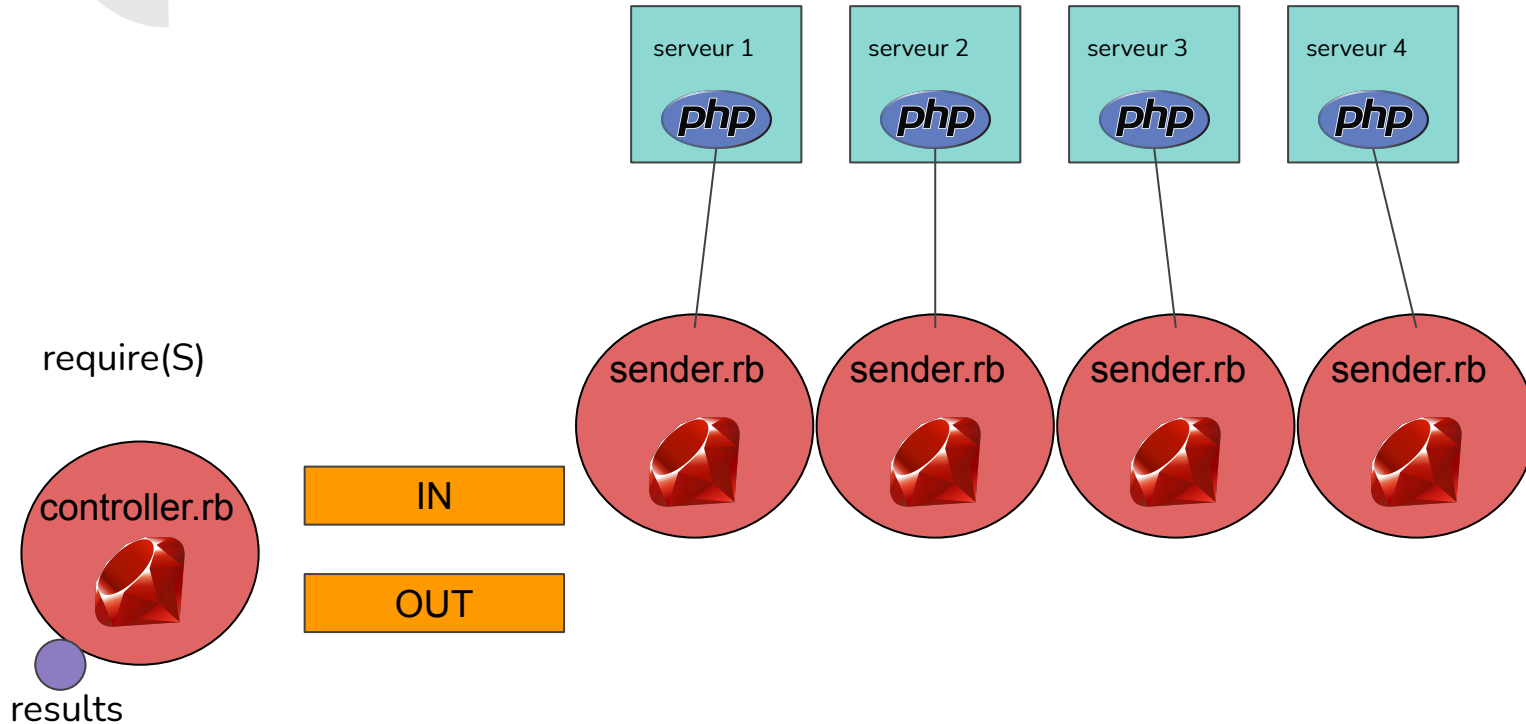 serveur 1
serveur 2
serveur 3
serveur 4
php
php
php
php
require(S)
sender.rb
sender.rb
sender.rb
sender.rb
controller.rb
IN
OUT
results